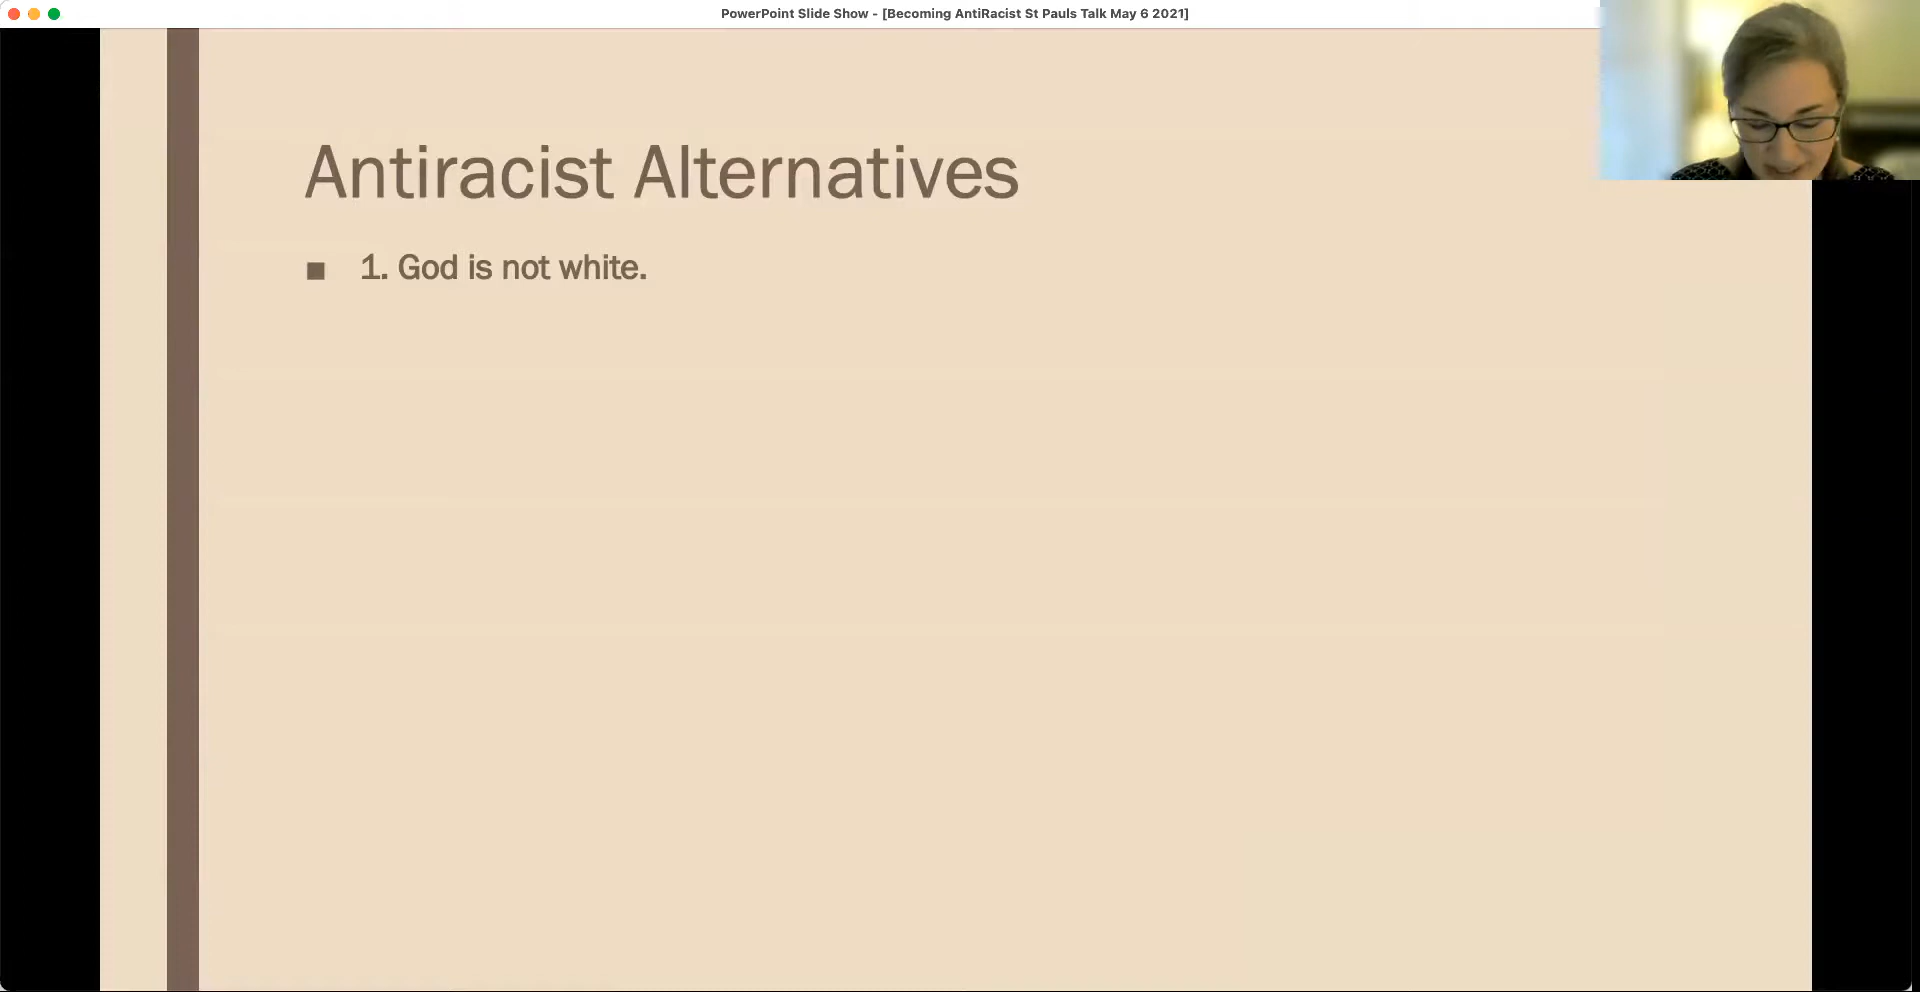 PowerPoint Slide Show - [Becoming AntiRacist St Pauls Talk May 6 2021]
Antiracist Alternatives
■ 1. God is not white.